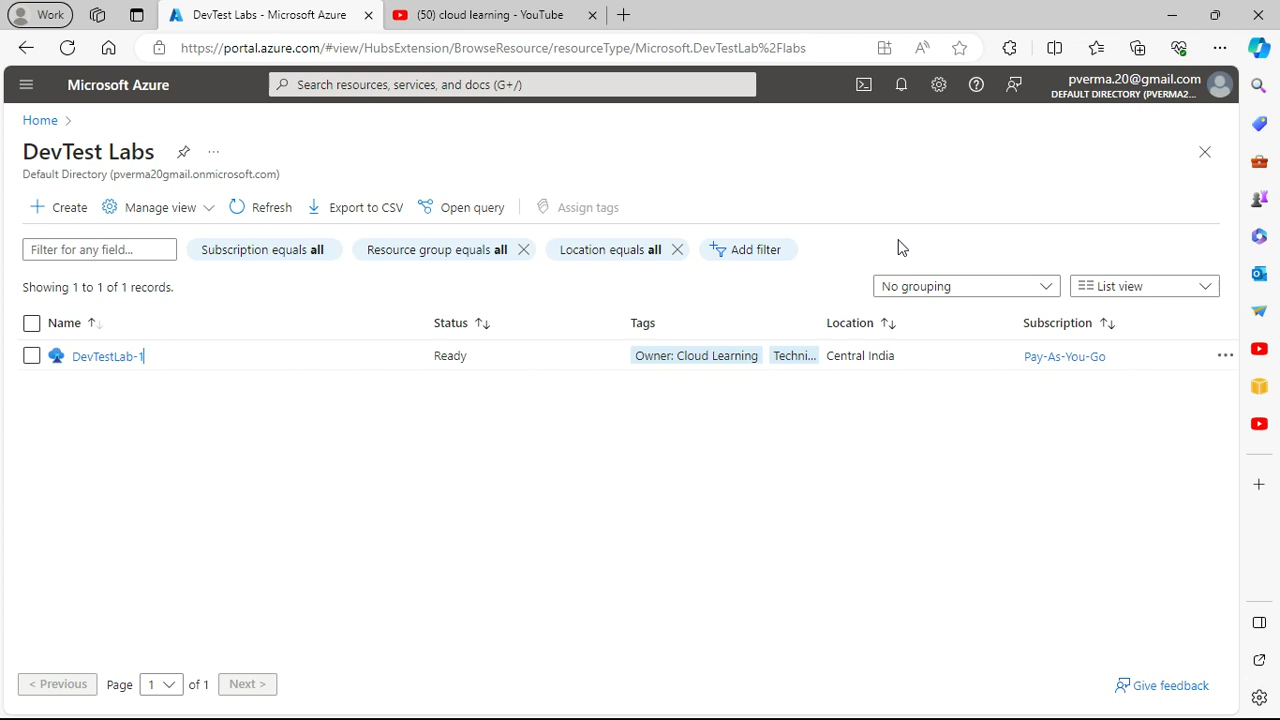 Work
DevTest Labs - Microsoft Azure
(50) cloud learning - YouTube
https://portal.azure.com/#view/HubsExtension/BrowseResource/resourceType/Microsoft.DevTestLab%2Flabs
Microsoft Azure
Search resources, services, and docs (G+/)
pverma.20@gmail.com
DEFAULT DIRECTORY (PVERMA2...
Home
DevTest Labs
Default Directory (pverma20gmail.onmicrosoft.com)
Create Manage view Refresh Export to CSV Open query Assign tags
Filter for any field... Subscription equals all Resource group equals all Location equals all Add filter
Showing 1 to 1 of 1 records. No grouping List view
Name Status Tags Location Subscription
DevTestLab-1 Ready Owner: Cloud Learning Techni... Central India Pay-As-You-Go
< Previous Page 1 of 1 Next > Give feedback